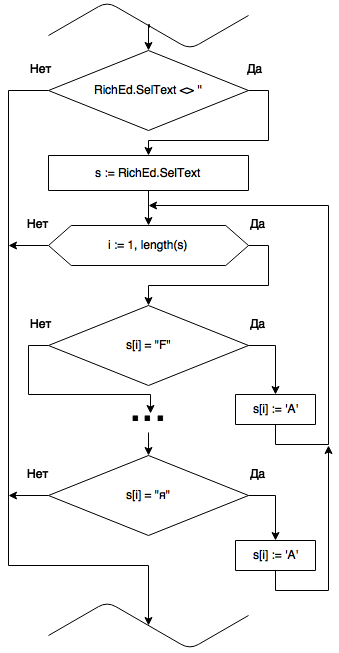 Нет
Да
RichEd.SelText <> "
s := RichEd.SelText
Нет
Да
i := 1, length(s)
Нет
Да
s[i] = "F"
s[i] := 'A'
...
Нет
Да
s[i] = "я"
s[i] := 'A'